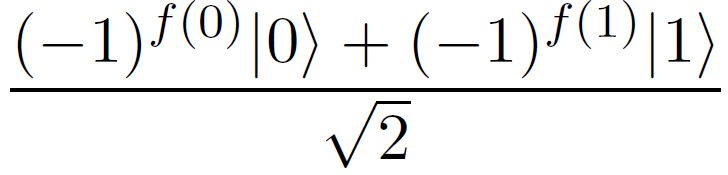 (−1)^{f(0)}|0⟩ + (−1)^{f(1)}|1⟩
√2